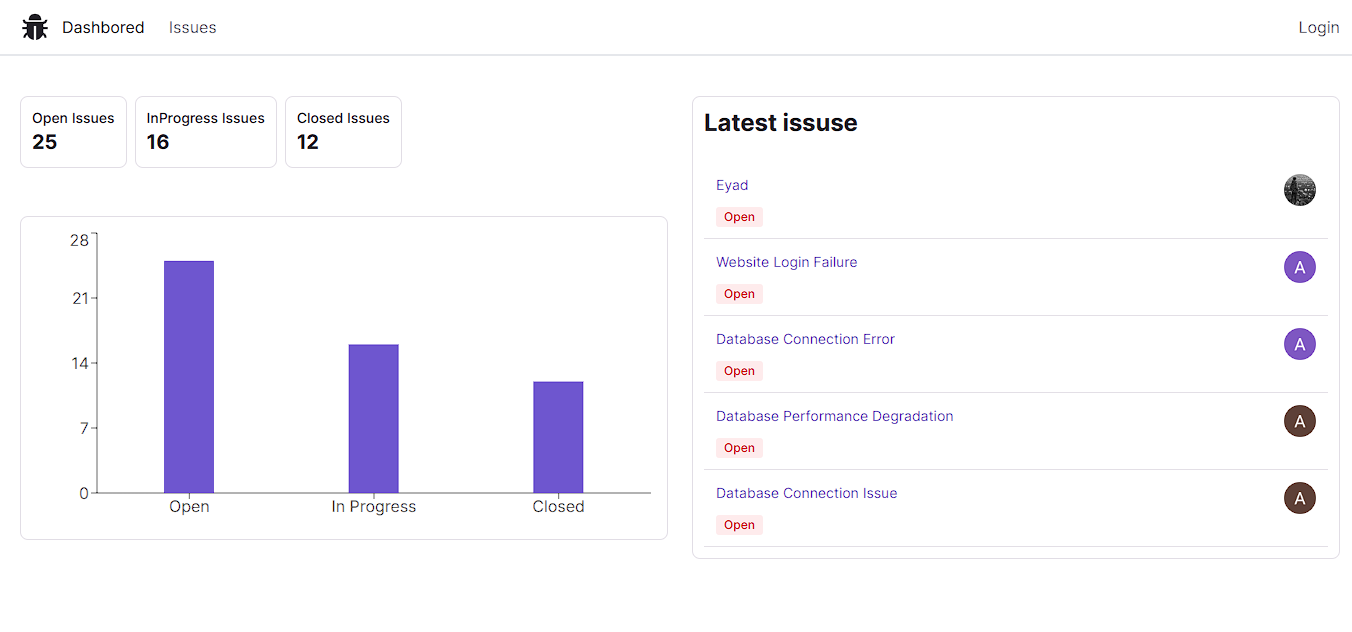 Dashbored Issues Login
Open Issues
25
InProgress Issues
16
Closed Issues
12
28
21
14
7
0
Open In Progress Closed
Latest issuse
Eyad
Open
Website Login Failure
A
Open
Database Connection Error
A
Open
Database Performance Degradation
A
Open
Database Connection Issue
A
Open